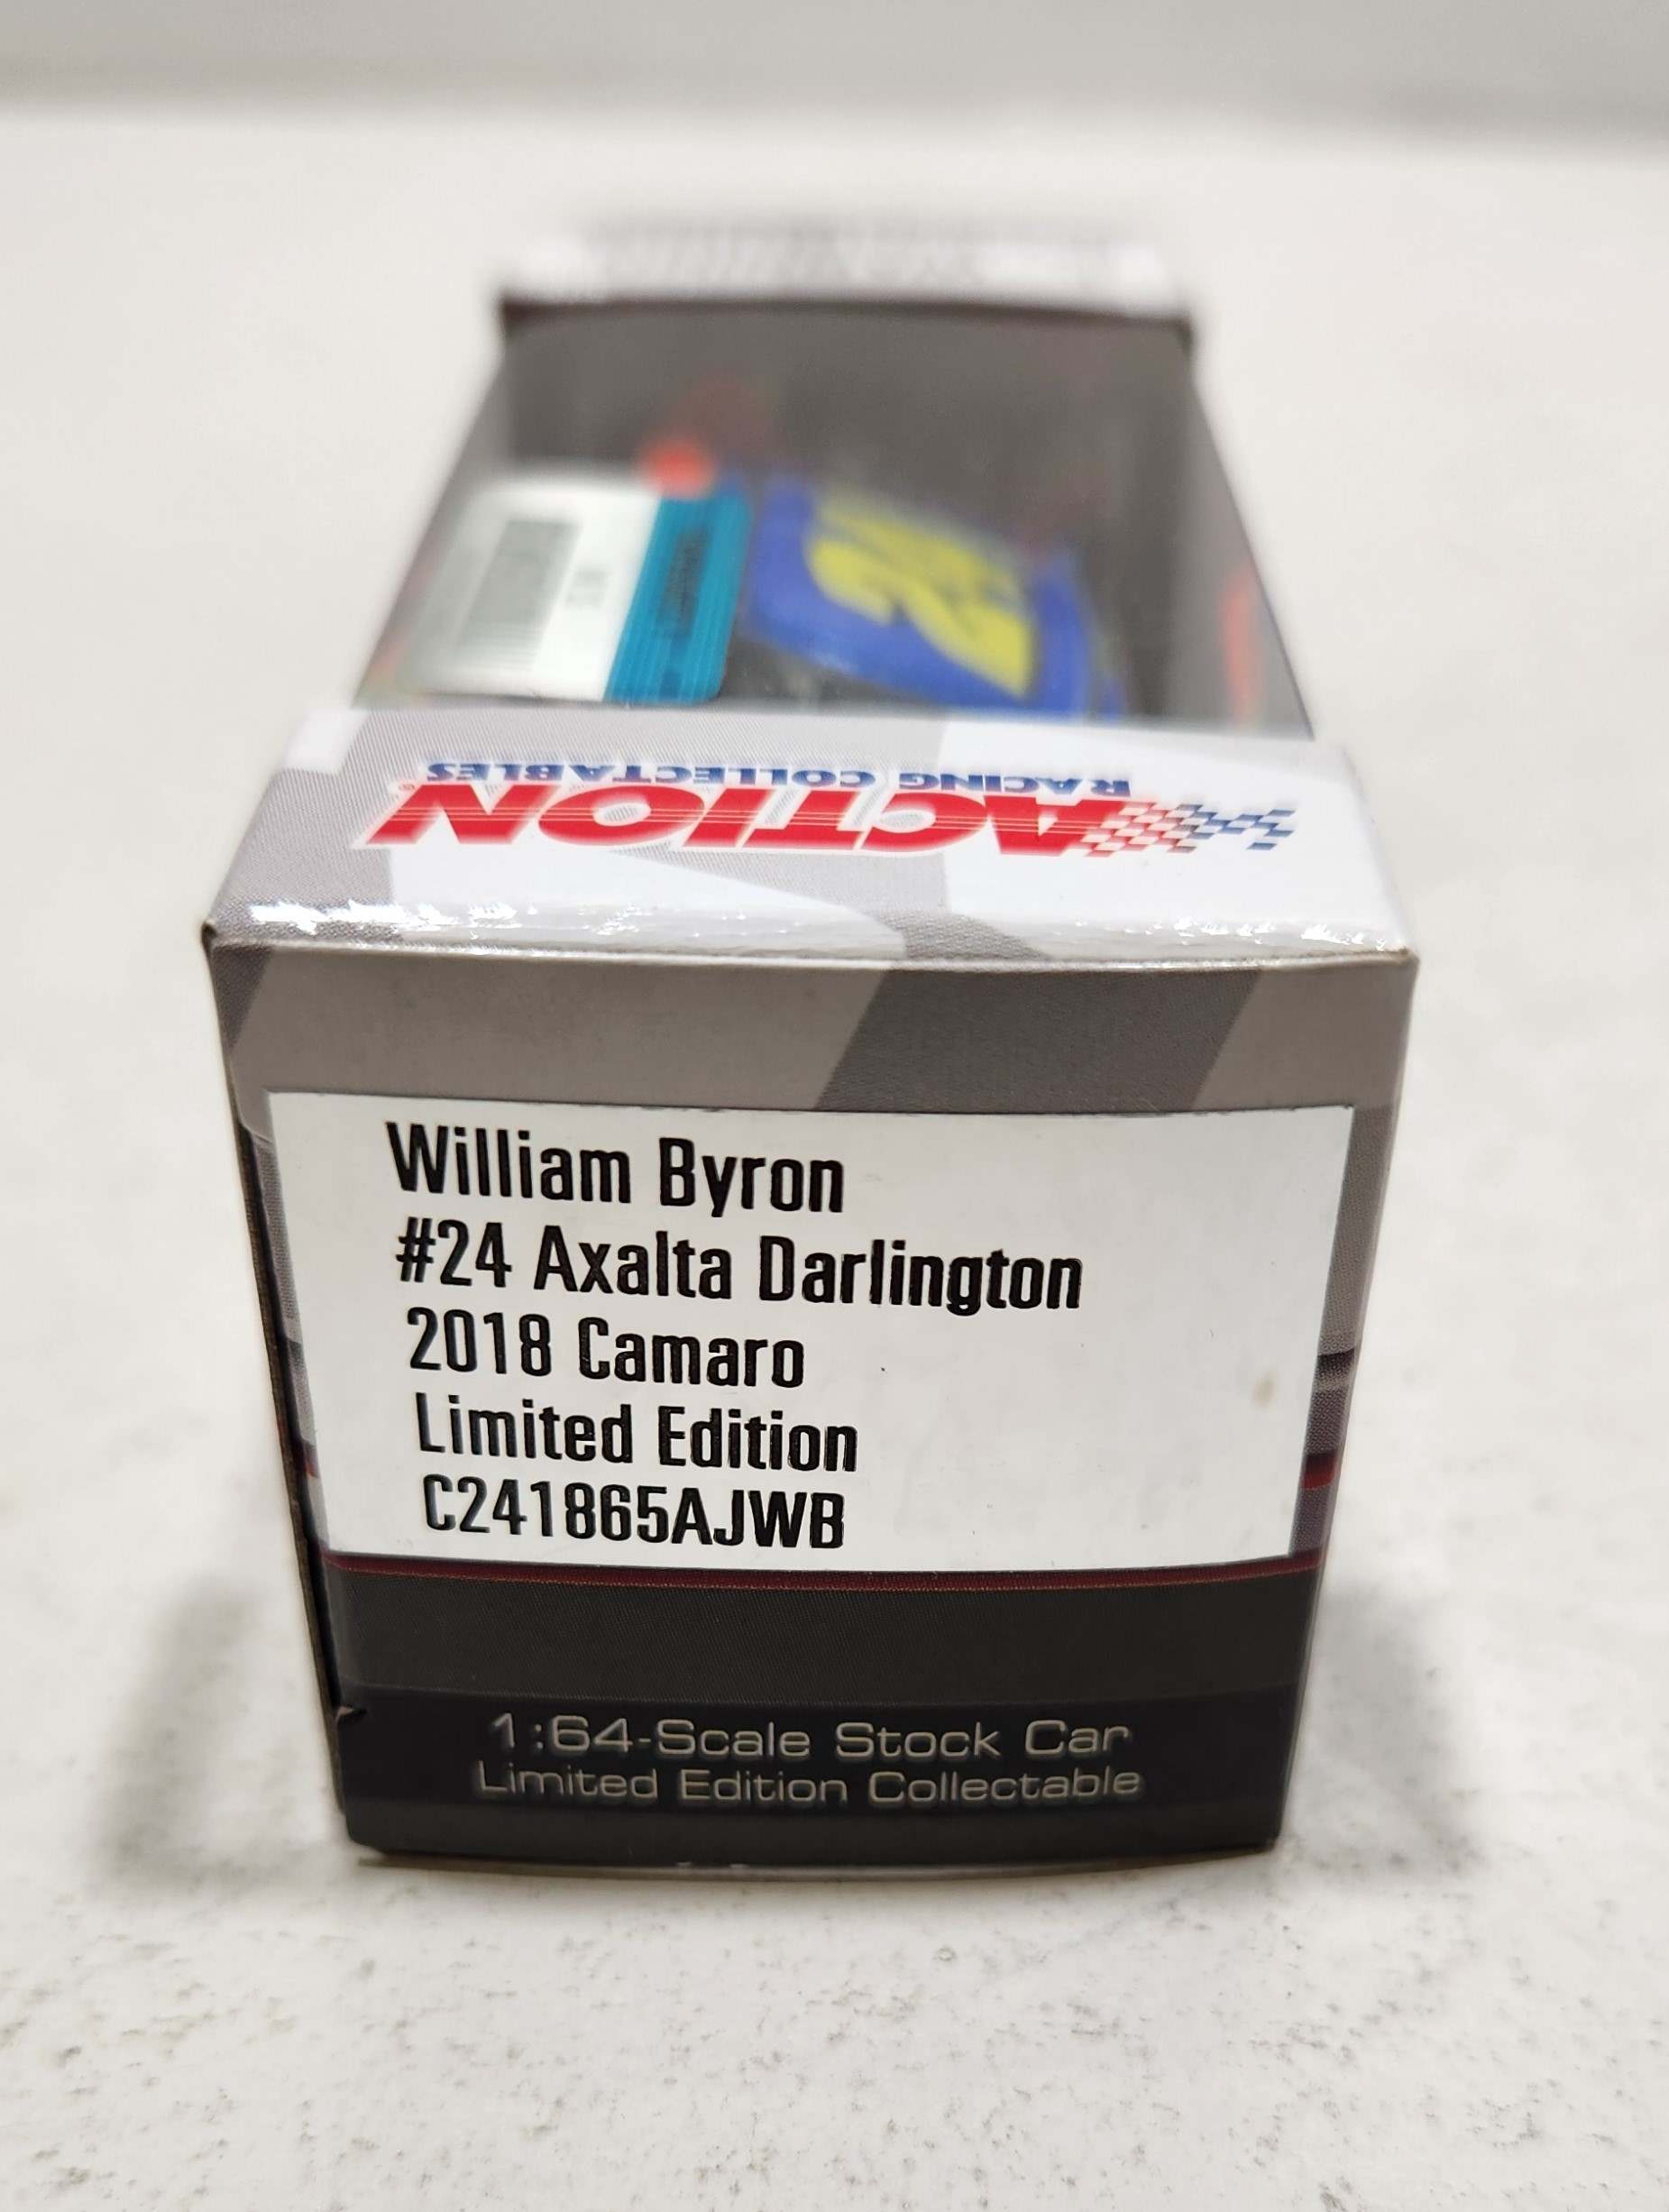 ACTION®
RACING COLLECTABLES
William Byron
#24 Axalta Darlington
2018 Camaro
Limited Edition
C241865AJWB
1:64-Scale Stock Car
Limited Edition Collectable